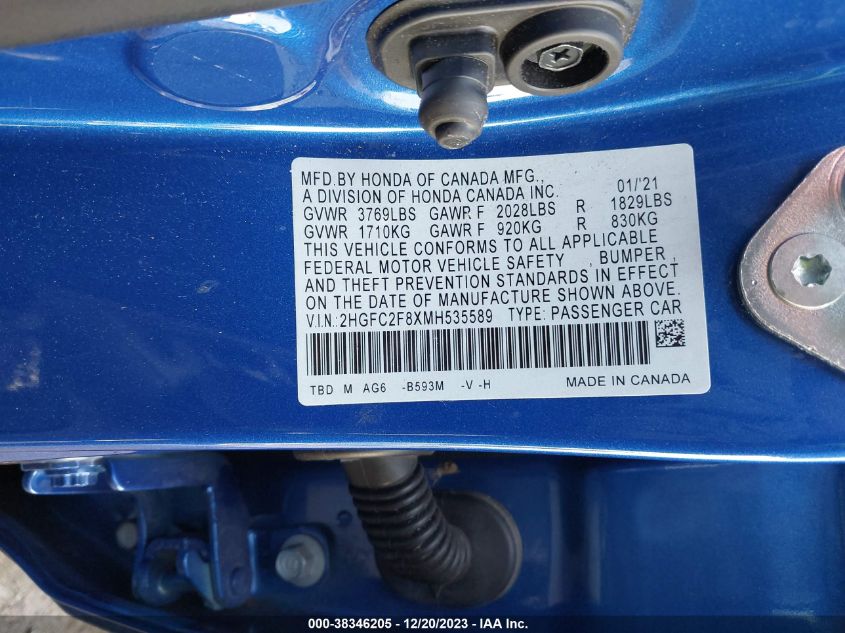 MFD.BY HONDA OF CANADA MFG.,
A DIVISION OF HONDA CANADA INC. 01/'21
GVWR 3769LBS GAWR F 2028LBS R 1829LBS
GVWR 1710KG GAWR F 920KG R 830KG
THIS VEHICLE CONFORMS TO ALL APPLICABLE
FEDERAL MOTOR VEHICLE SAFETY , BUMPER ,
AND THEFT PREVENTION STANDARDS IN EFFECT
ON THE DATE OF MANUFACTURE SHOWN ABOVE.
V.I.N.:2HGFC2F8XMH535589 TYPE: PASSENGER CAR
TBD M AG6 -B593M -V -H MADE IN CANADA
000-38346205 - 12/20/2023 - IAA Inc.